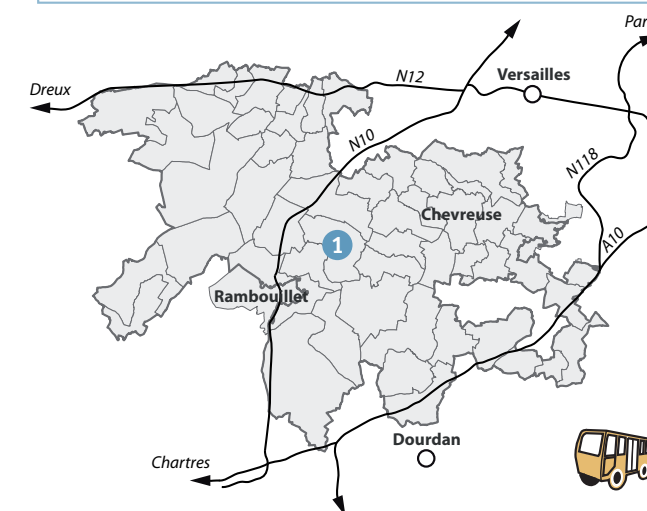 Par
Dreux
N12
Versailles
N10
N118
Chevreuse
A10
1
Rambouillet
Dourdan
Chartres